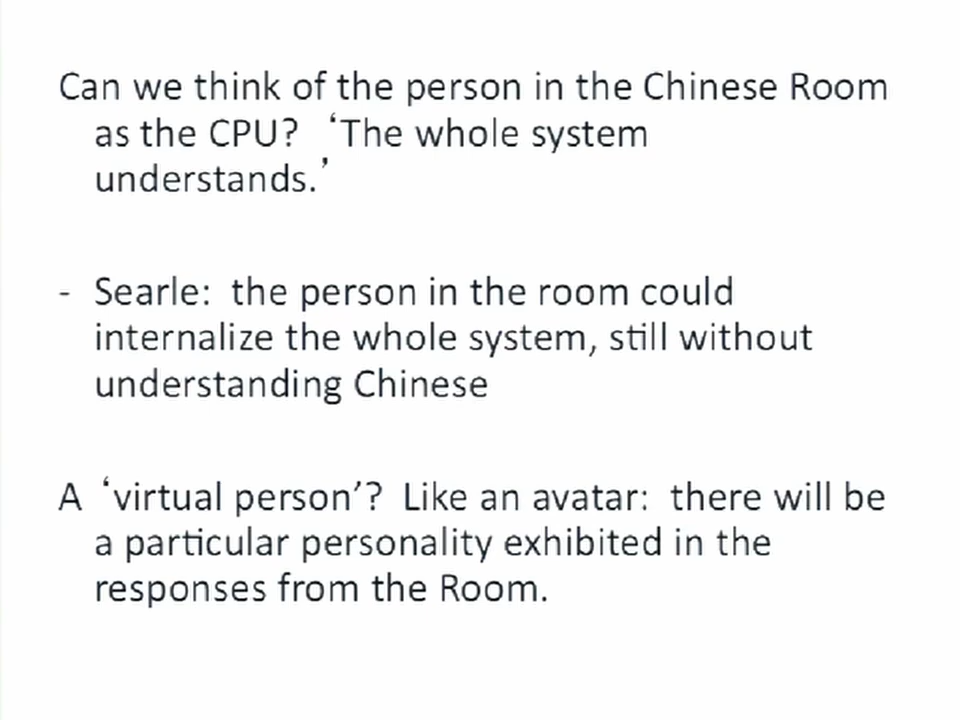 Can we think of the person in the Chinese Room
as the CPU? ‘The whole system
understands.’
- Searle: the person in the room could
internalize the whole system, still without
understanding Chinese
A ‘virtual person’? Like an avatar: there will be
a particular personality exhibited in the
responses from the Room.